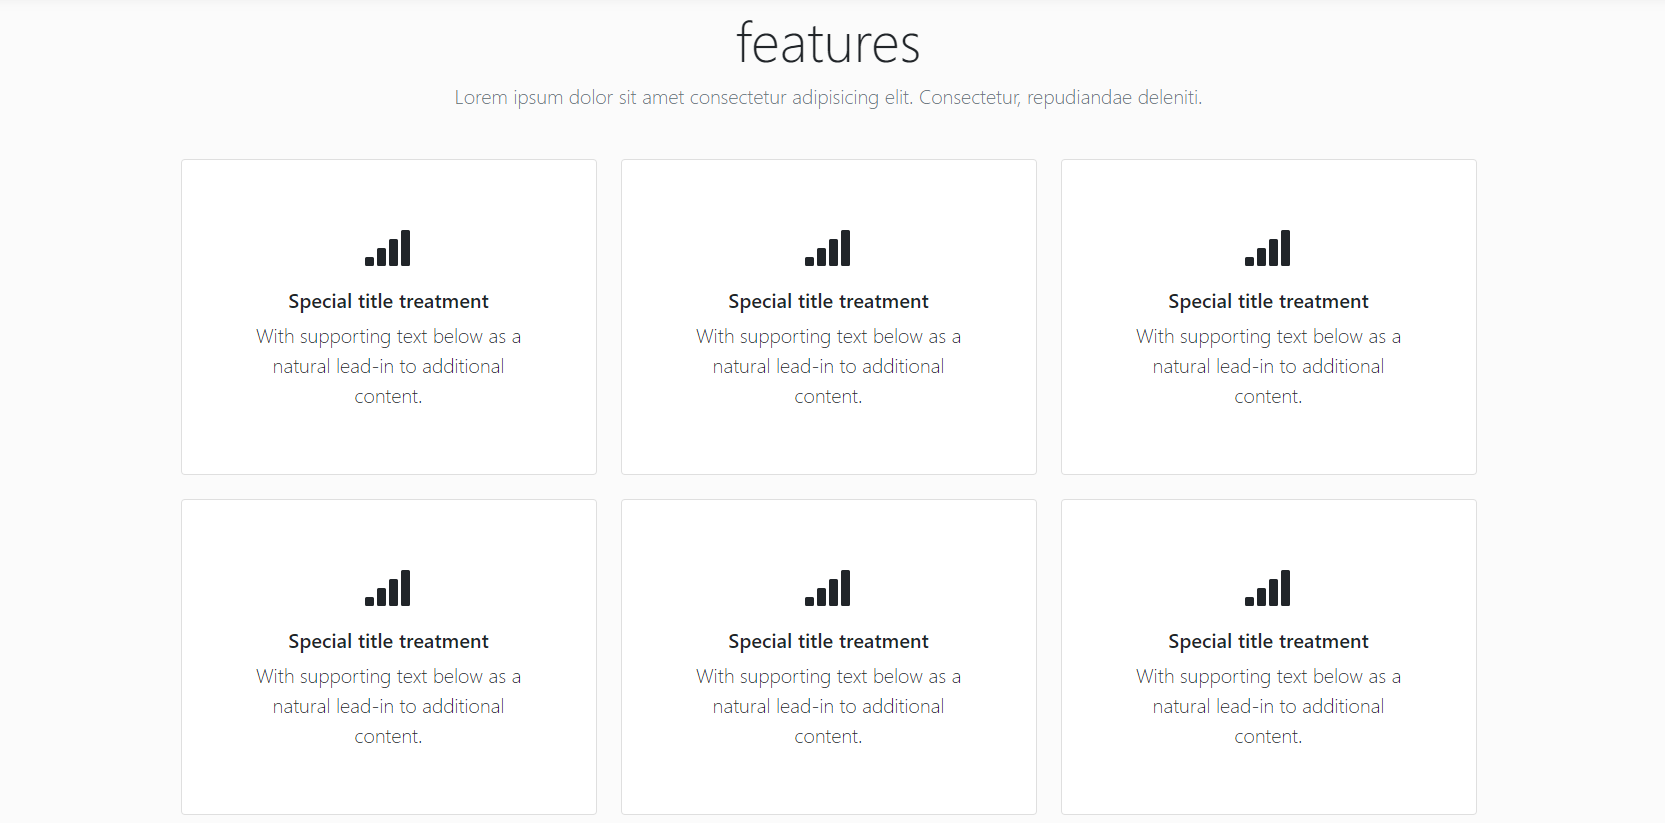 features
Lorem ipsum dolor sit amet consectetur adipisicing elit. Consectetur, repudiandae deleniti.
Special title treatment
With supporting text below as a
natural lead-in to additional
content.
Special title treatment
With supporting text below as a
natural lead-in to additional
content.
Special title treatment
With supporting text below as a
natural lead-in to additional
content.
Special title treatment
With supporting text below as a
natural lead-in to additional
content.
Special title treatment
With supporting text below as a
natural lead-in to additional
content.
Special title treatment
With supporting text below as a
natural lead-in to additional
content.